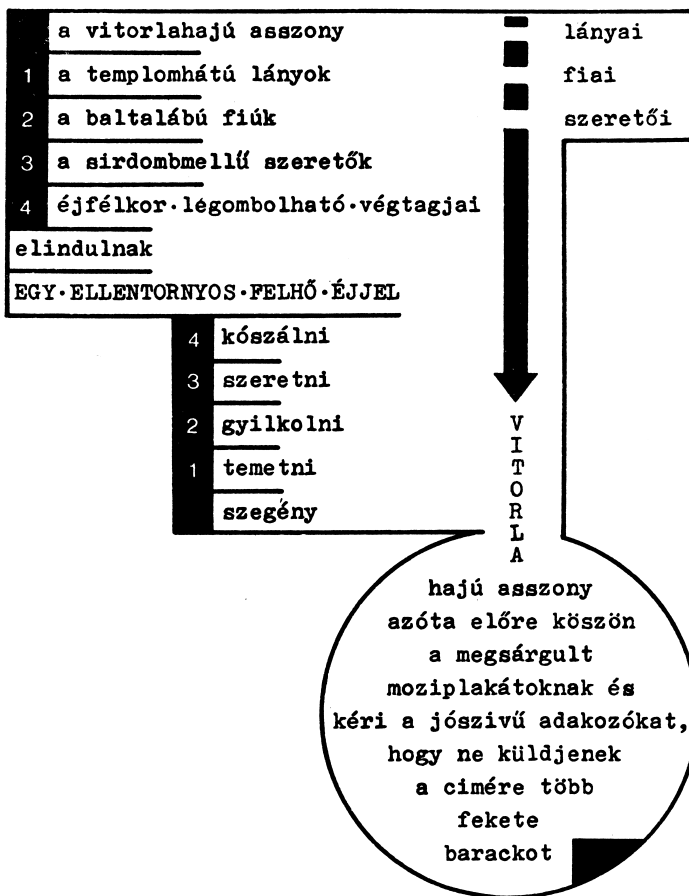 a vitorlahajú asszony
1 a templomhátú lányok
2 a baltalábú fiúk
3 a sirdombmellű szeretők
4 éjfélkor·legombolható·végtagjai
elindulnak
EGY·ELLENTORNYOS·FELHŐ·ÉJJEL
4 kószálni
3 szeretni
2 gyilkolni
1 temetni
szegény
lányai
fiai
szeretői
VITORLA
hajú asszony
azóta előre köszön
a megsárgult
moziplakátoknak és
kéri a jószivű adakozókat,
hogy ne küldjenek
a cimére több
fekete
barackot